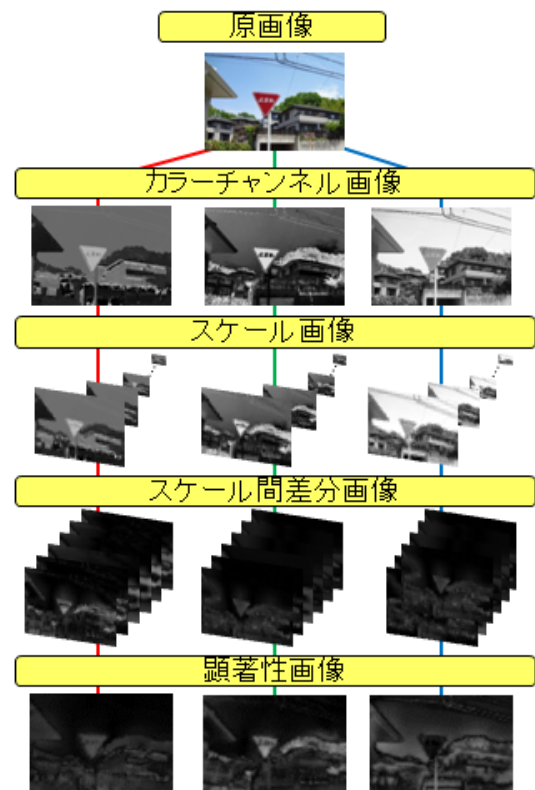 原画像
カラーチャンネル画像
スケール画像
スケール間差分画像
顕著性画像